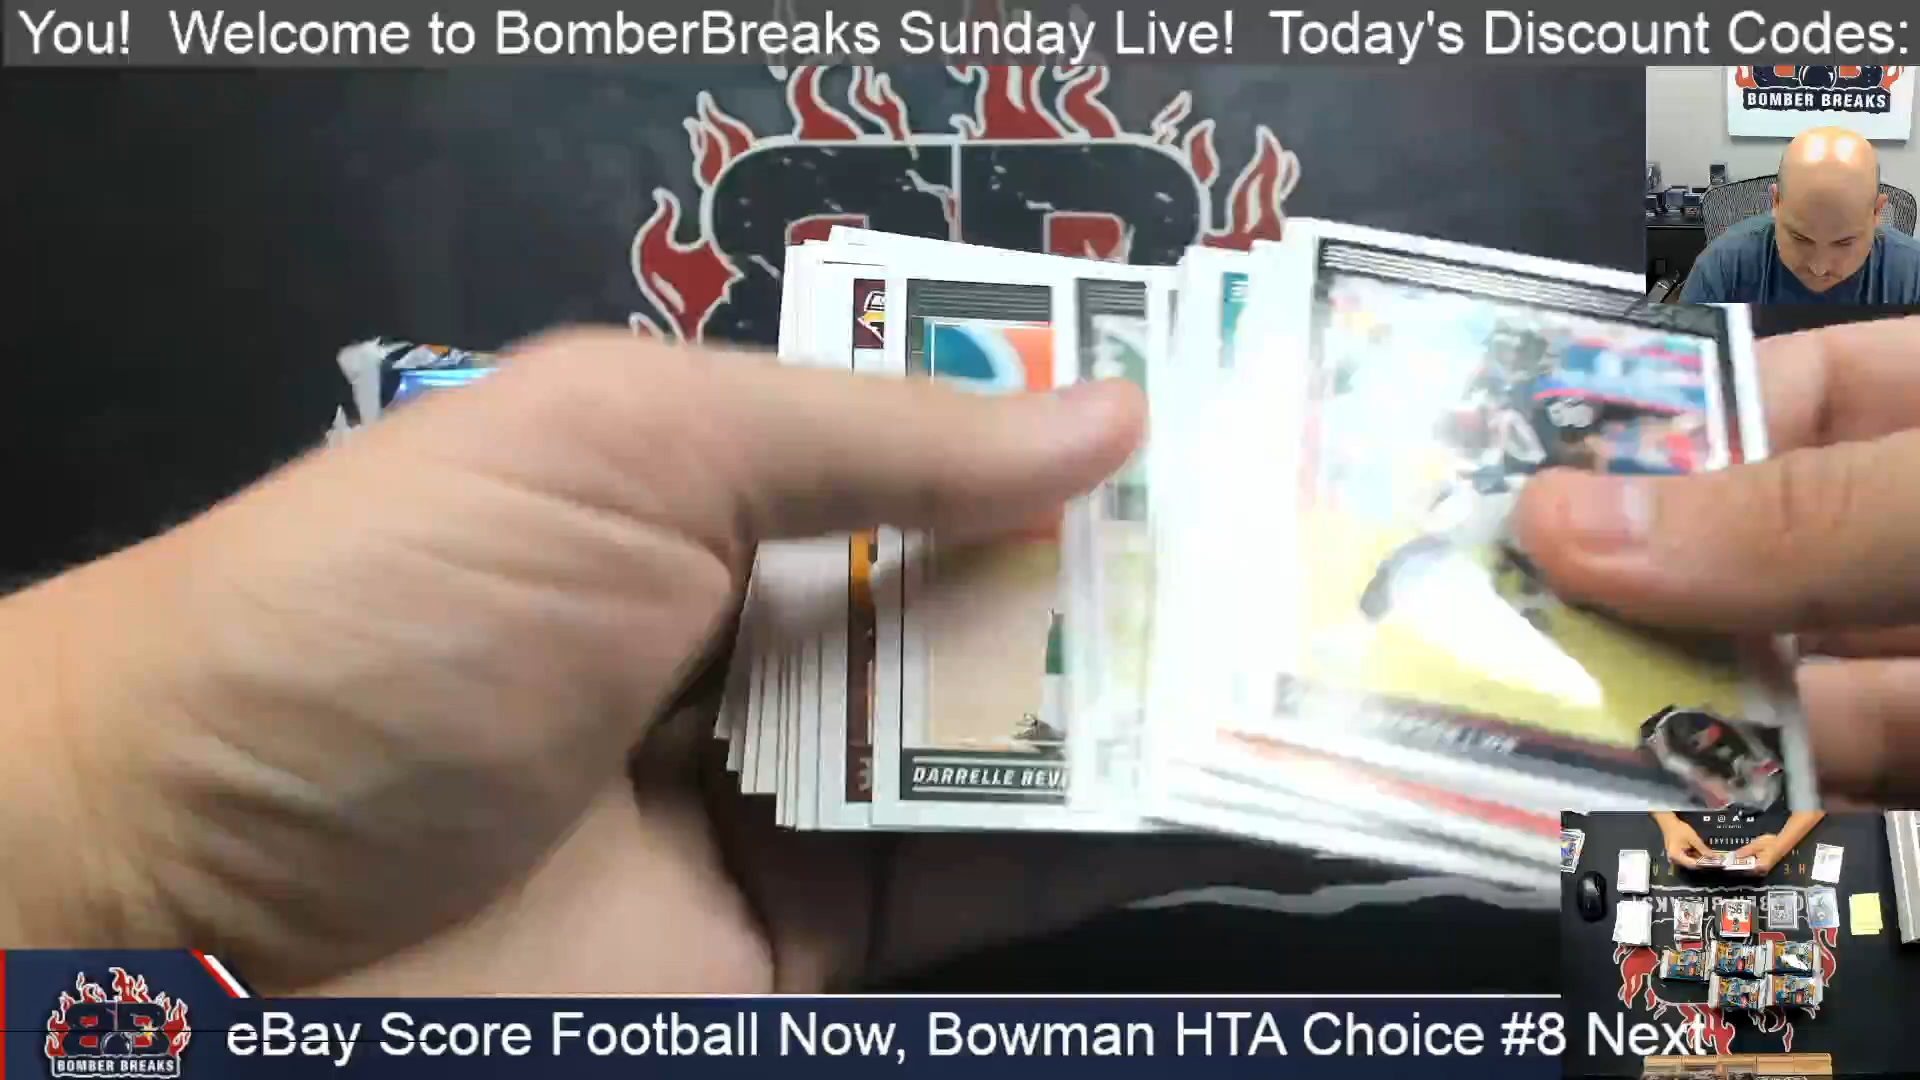 You! Welcome to BomberBreaks Sunday Live! Today's Discount Codes:
BOMBER BREAKS
DARRELLE REVI
eBay Score Football Now, Bowman HTA Choice #8 Next
BOMBER BREAKS